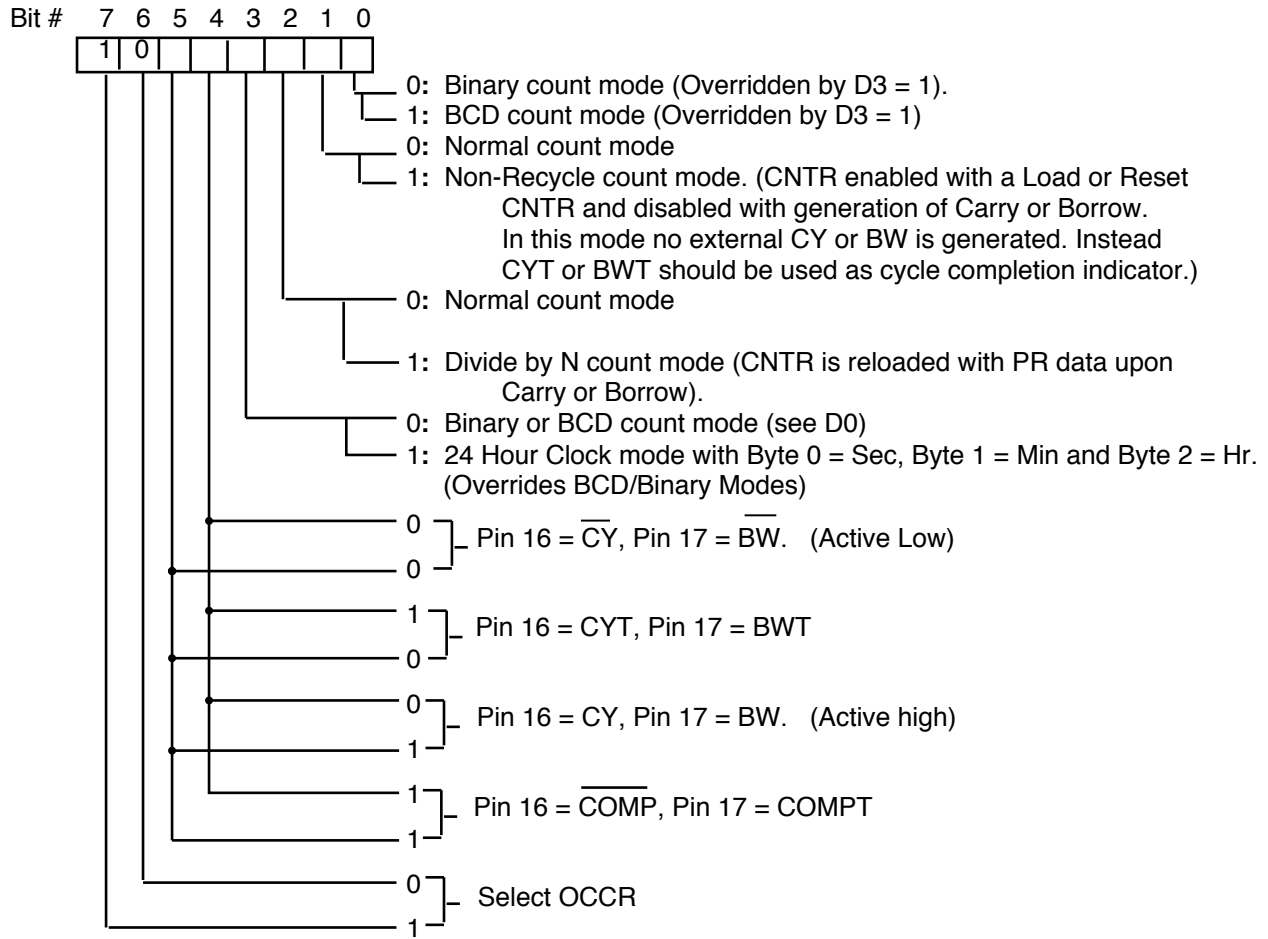 Bit # 7 6 5 4 3 2 1 0
1 0
0: Binary count mode (Overridden by D3 = 1).
1: BCD count mode (Overridden by D3 = 1)
0: Normal count mode
1: Non-Recycle count mode. (CNTR enabled with a Load or Reset
CNTR and disabled with generation of Carry or Borrow.
In this mode no external CY or BW is generated. Instead
CYT or BWT should be used as cycle completion indicator.)
0: Normal count mode
1: Divide by N count mode (CNTR is reloaded with PR data upon
Carry or Borrow).
0: Binary or BCD count mode (see D0)
1: 24 Hour Clock mode with Byte 0 = Sec, Byte 1 = Min and Byte 2 = Hr.
(Overrides BCD/Binary Modes)
0
Pin 16 = C̅Y̅, Pin 17 = B̅W̅. (Active Low)
0
1
Pin 16 = CYT, Pin 17 = BWT
0
0
Pin 16 = CY, Pin 17 = BW. (Active high)
1
1
Pin 16 = C̅O̅M̅P̅, Pin 17 = COMPT
1
0
Select OCCR
1